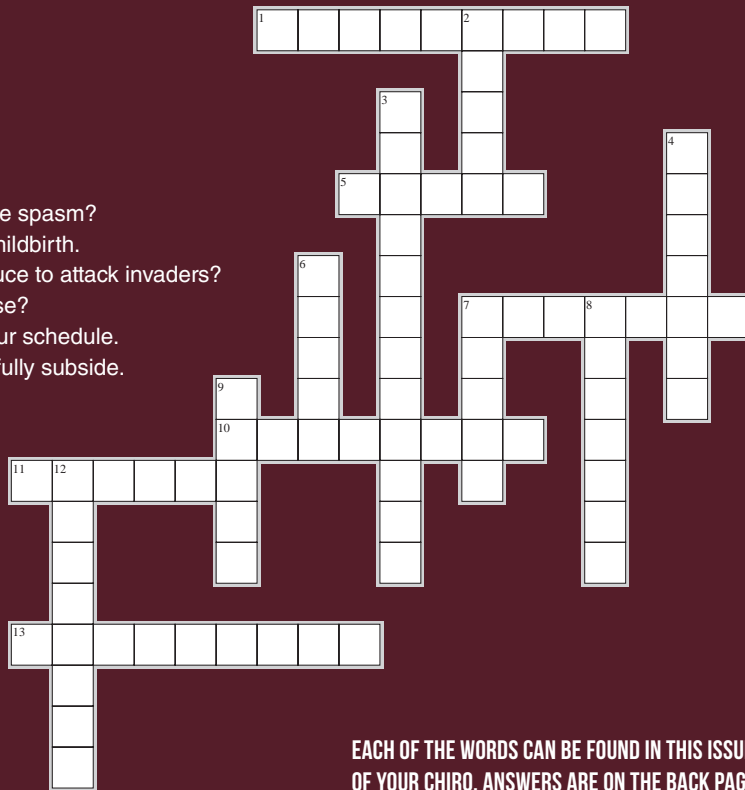 1
2
3
4
5
e spasm?
hildbirth.
uce to attack invaders?
6
se?
7
8
ur schedule.
fully subside.
9
10
11
12
13
EACH OF THE WORDS CAN BE FOUND IN THIS ISSU
OF YOUR CHIRO. ANSWERS ARE ON THE BACK PAG